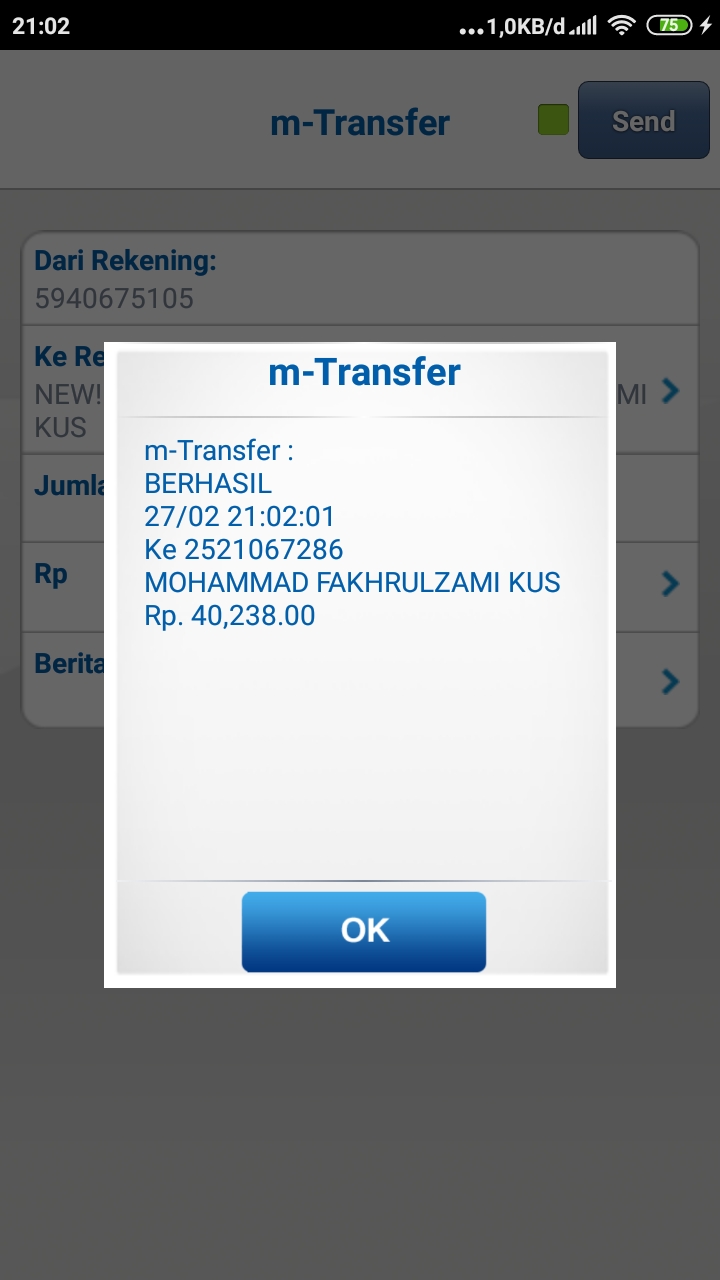 21:02
...1,0KB/d
75
m-Transfer
Send
Dari Rekening:
5940675105
Ke Re
NEW!
MI
KUS
Jumla
Rp
Berita
m-Transfer
m-Transfer :
BERHASIL
27/02 21:02:01
Ke 2521067286
MOHAMMAD FAKHRULZAMI KUS
Rp. 40,238.00
OK